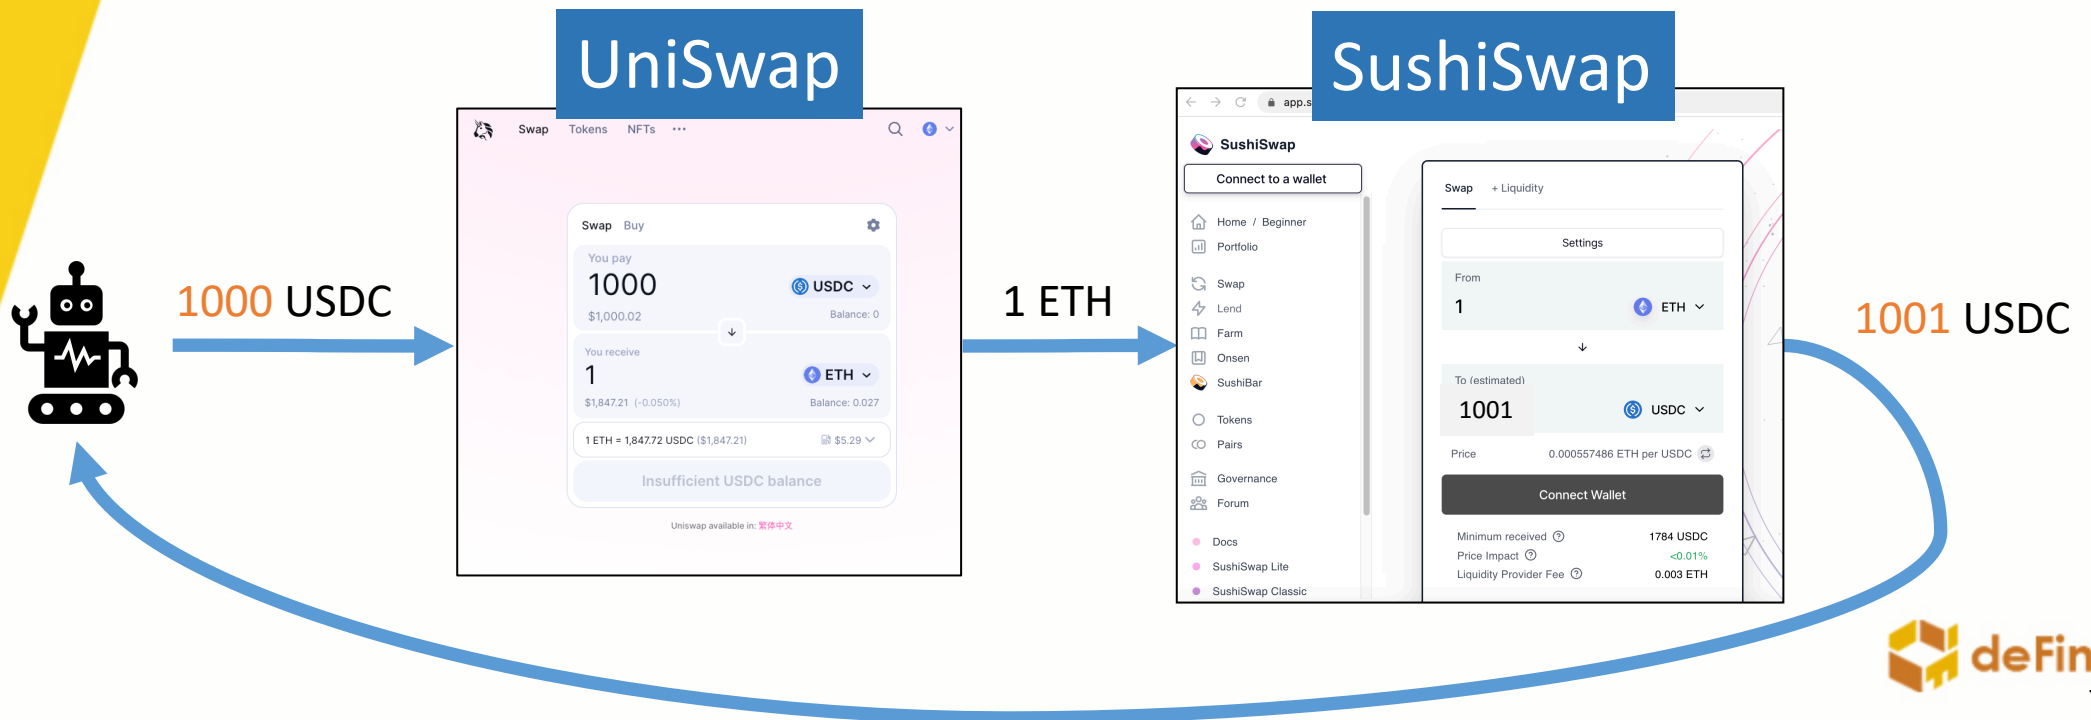 UniSwap
SushiSwap
Swap Tokens NFTs •••
Swap Buy
You pay
1000 USDC
$1,000.02 Balance: 0
You receive
1 ETH
$1,847.21 (-0.050%) Balance: 0.027
1 ETH = 1,847.72 USDC ($1,847.21) $5.29
Insufficient USDC balance
Uniswap available in: 繁体中文
1000 USDC
1 ETH
app.s
SushiSwap
Connect to a wallet
Home / Beginner
Portfolio
Swap
Lend
Farm
Onsen
SushiBar
Tokens
Pairs
Governance
Forum
Docs
SushiSwap Lite
SushiSwap Classic
Swap + Liquidity
Settings
From
1 ETH
To (estimated)
1001 USDC
Price 0.000557486 ETH per USDC
Connect Wallet
Minimum received 1784 USDC
Price Impact <0.01%
Liquidity Provider Fee 0.003 ETH
1001 USDC
deFin